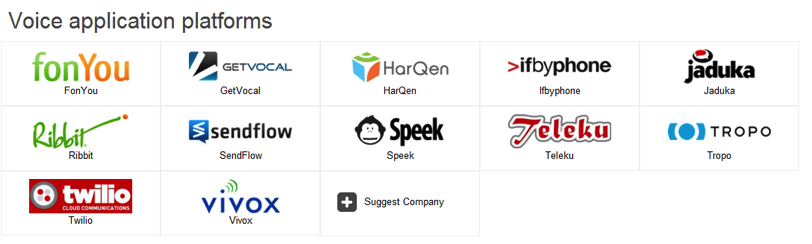 Voice application platforms
fonYou
GETVOCAL
HarQen
>ifbyphone
jaduka
FonYou
GetVocal
HarQen
Ifbyphone
Jaduka
Ribbit
sendflow
Speek
Teleku
TROPO
Ribbit
SendFlow
Speek
Teleku
Tropo
twilio
CLOUD COMMUNICATIONS
vivox
Suggest Company
Twilio
Vivox